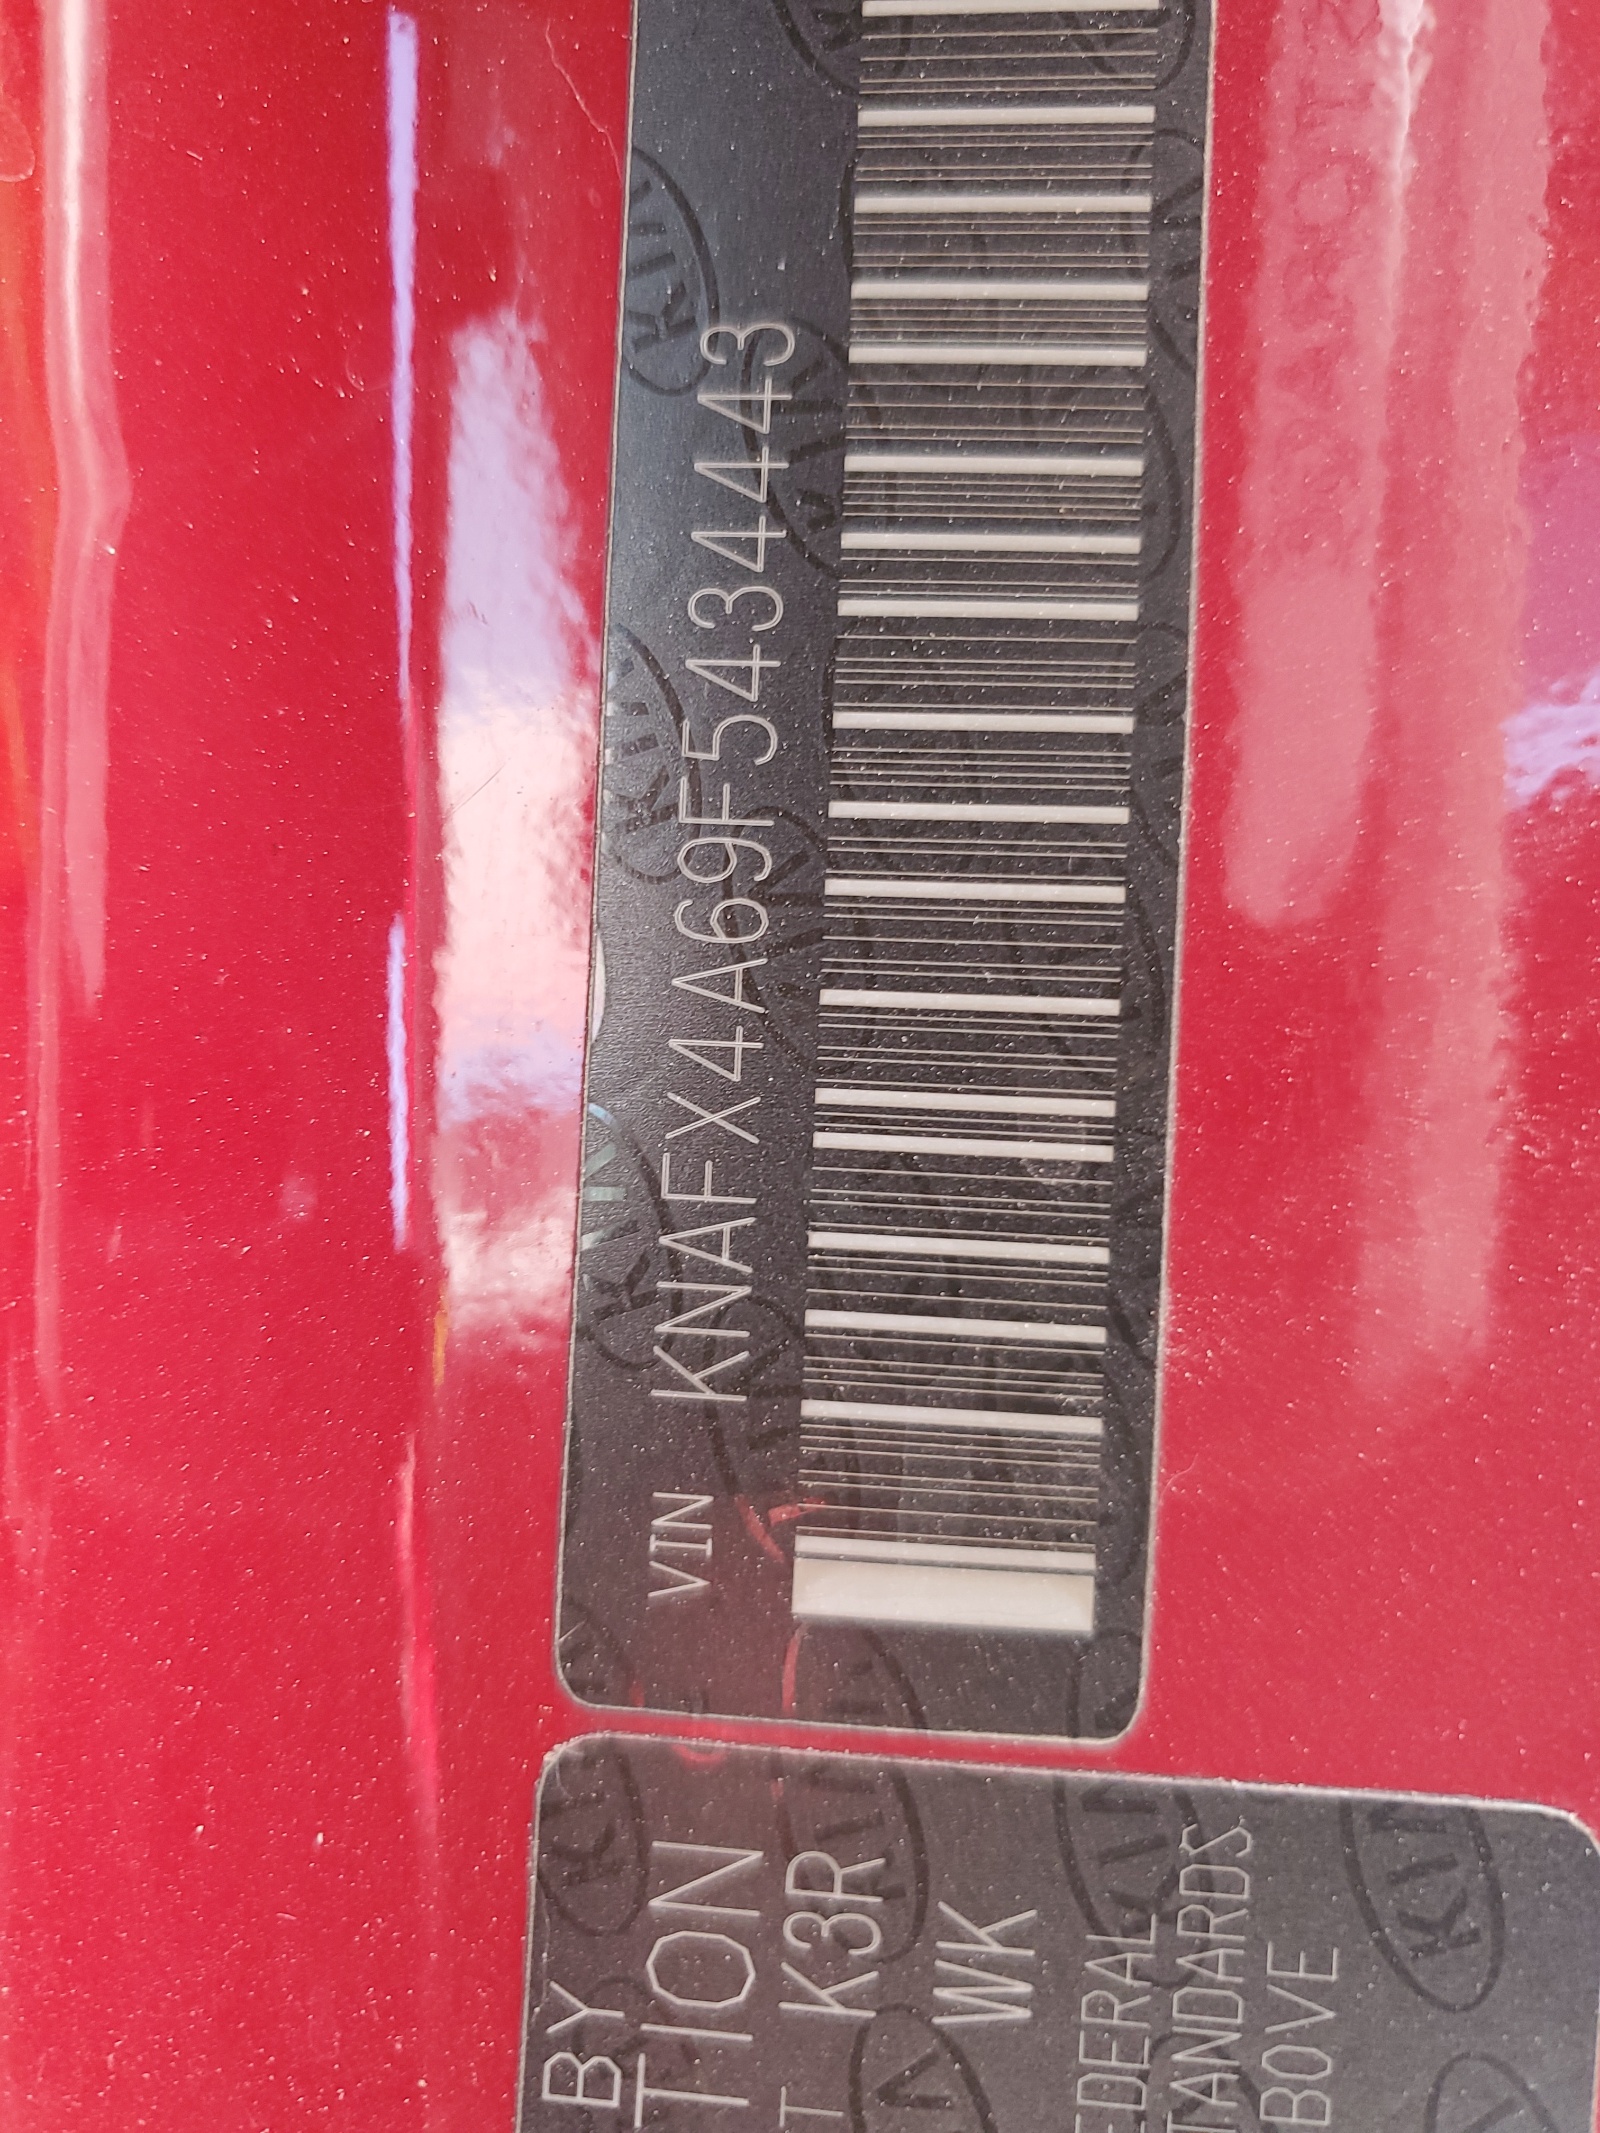 VIN KNAFX4A69F5434443
BY
TION
T K3R
WK
EDERAL
TANDARDS
BOVE